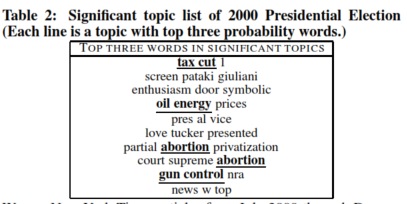 Table 2: Significant topic list of 2000 Presidential Election
(Each line is a topic with top three probability words.)
TOP THREE WORDS IN SIGNIFICANT TOPICS
tax cut 1
screen pataki giuliani
enthusiasm door symbolic
oil energy prices
pres al vice
love tucker presented
partial abortion privatization
court supreme abortion
gun control nra
news w top